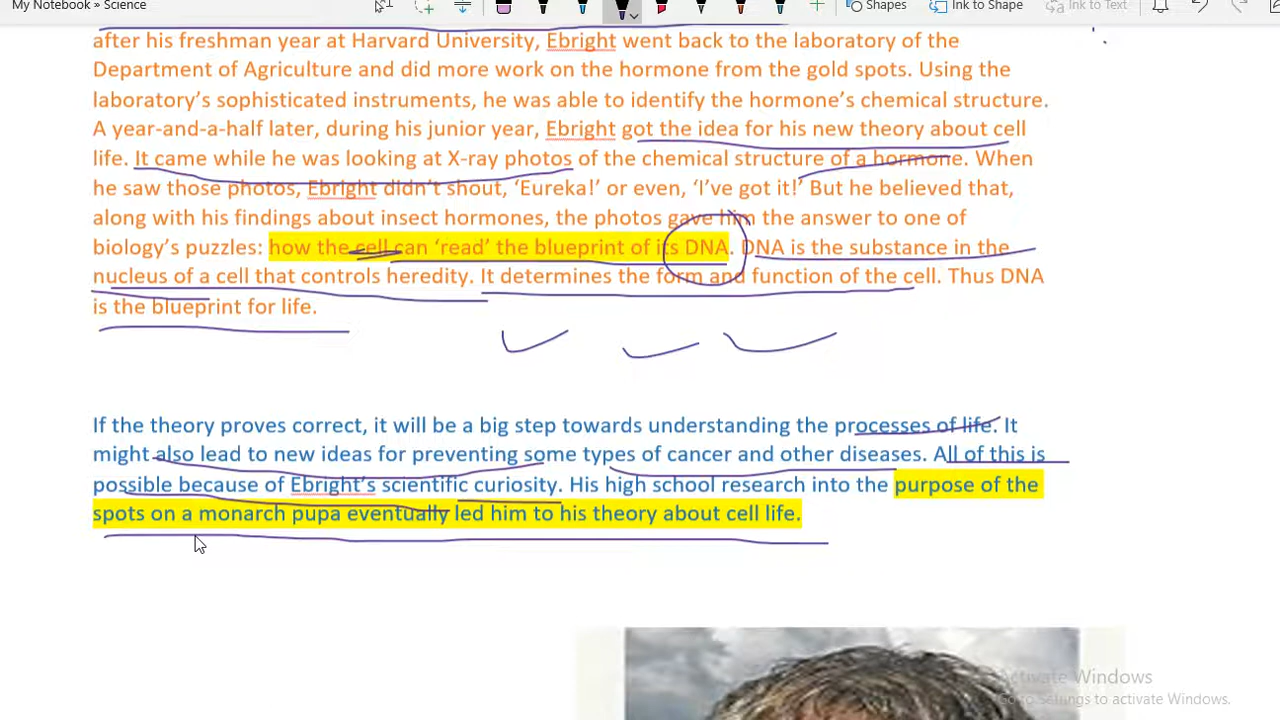 My Notebook » Science
Shapes Ink to Shape Ink to Text
after his freshman year at Harvard University, Ebright went back to the laboratory of the
Department of Agriculture and did more work on the hormone from the gold spots. Using the
laboratory’s sophisticated instruments, he was able to identify the hormone’s chemical structure.
A year-and-a-half later, during his junior year, Ebright got the idea for his new theory about cell
life. It came while he was looking at X-ray photos of the chemical structure of a hormone. When
he saw those photos, Ebright didn’t shout, ‘Eureka!’ or even, ‘I’ve got it!’ But he believed that,
along with his findings about insect hormones, the photos gave him the answer to one of
biology’s puzzles: how the cell can ‘read’ the blueprint of its DNA. DNA is the substance in the
nucleus of a cell that controls heredity. It determines the form and function of the cell. Thus DNA
is the blueprint for life.
If the theory proves correct, it will be a big step towards understanding the processes of life. It
might also lead to new ideas for preventing some types of cancer and other diseases. All of this is
possible because of Ebright’s scientific curiosity. His high school research into the purpose of the
spots on a monarch pupa eventually led him to his theory about cell life.
Activate Windows
Go to Settings to activate Windows.